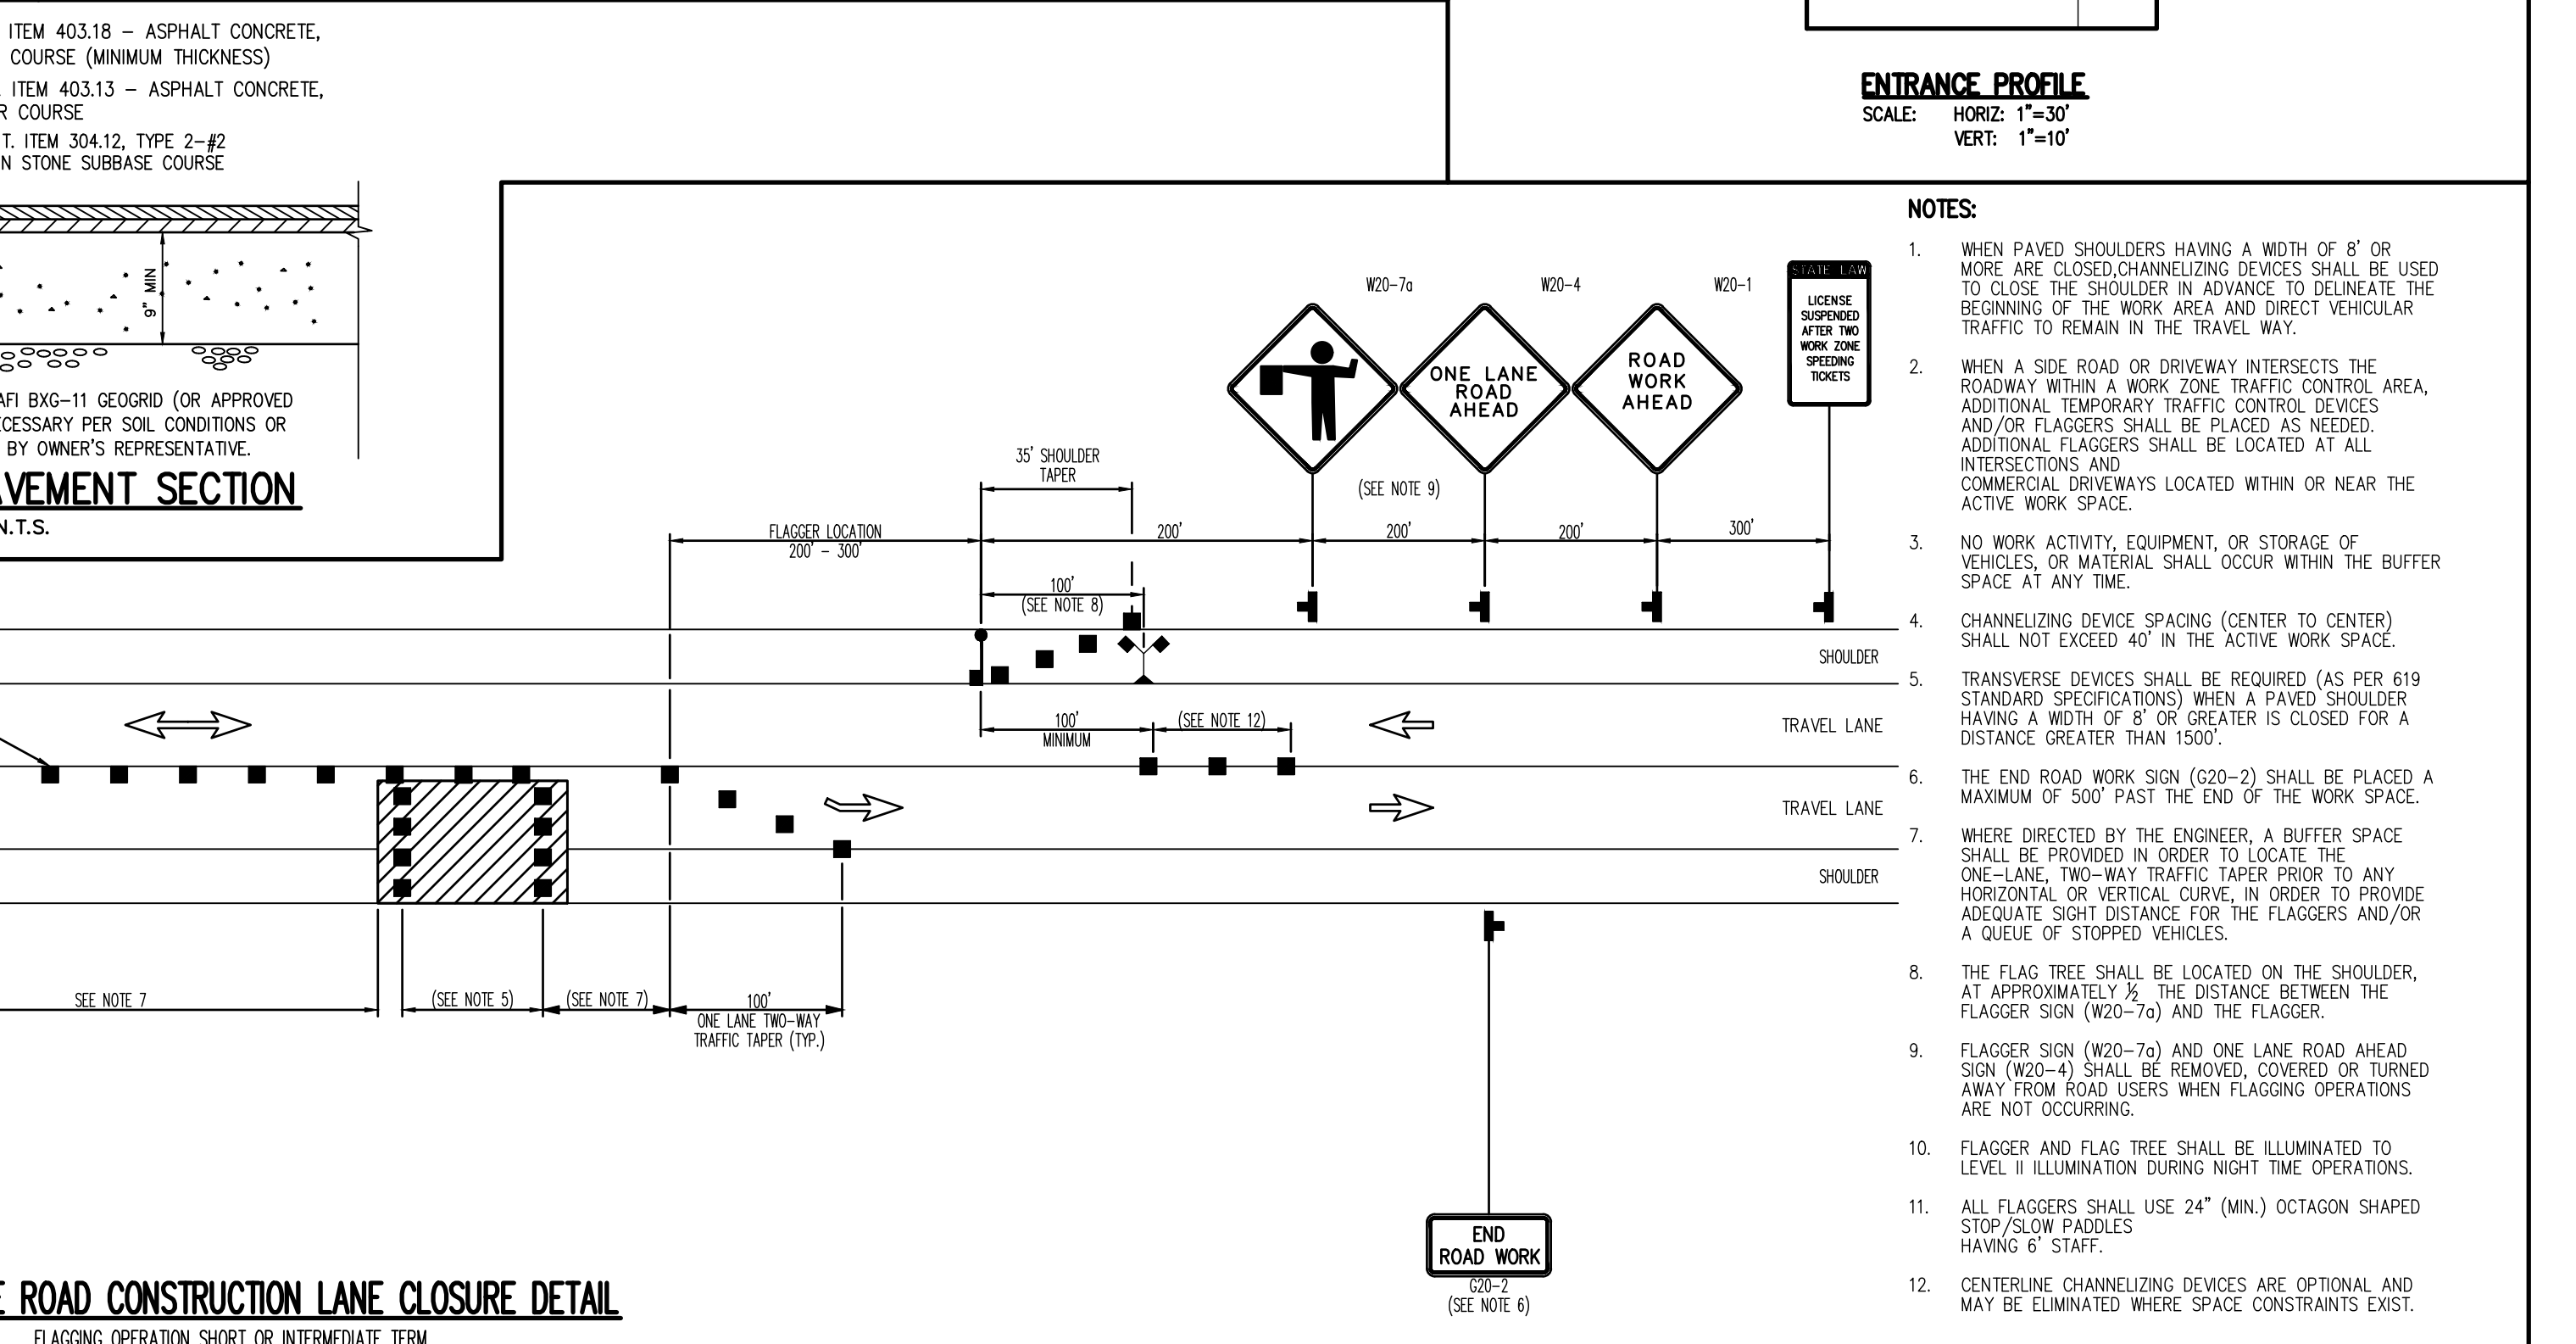 ITEM 403.18 – ASPHALT CONCRETE,
COURSE (MINIMUM THICKNESS)
ITEM 403.13 – ASPHALT CONCRETE,
R COURSE
T. ITEM 304.12, TYPE 2-#2
N STONE SUBBASE COURSE
9" MIN
AFI BXG-11 GEOGRID (OR APPROVED
ECESSARY PER SOIL CONDITIONS OR
BY OWNER'S REPRESENTATIVE.
AVEMENT SECTION
N.T.S.
ENTRANCE PROFILE
SCALE: HORIZ: 1"=30'
VERT: 1"=10'
W20-7a
W20-4
W20-1
ONE LANE
ROAD
AHEAD
ROAD
WORK
AHEAD
STATE LAW
LICENSE
SUSPENDED
AFTER TWO
WORK ZONE
SPEEDING
TICKETS
35' SHOULDER
TAPER
(SEE NOTE 9)
FLAGGER LOCATION
200' – 300'
200'
200'
200'
300'
100'
(SEE NOTE 8)
SHOULDER
100'
MINIMUM
(SEE NOTE 12)
TRAVEL LANE
TRAVEL LANE
SHOULDER
SEE NOTE 7
(SEE NOTE 5)
(SEE NOTE 7)
100'
ONE LANE TWO-WAY
TRAFFIC TAPER (TYP.)
END
ROAD WORK
G20-2
(SEE NOTE 6)
E ROAD CONSTRUCTION LANE CLOSURE DETAIL
FLAGGING OPERATION SHORT OR INTERMEDIATE TERM
NOTES:
1. WHEN PAVED SHOULDERS HAVING A WIDTH OF 8' OR
MORE ARE CLOSED,CHANNELIZING DEVICES SHALL BE USED
TO CLOSE THE SHOULDER IN ADVANCE TO DELINEATE THE
BEGINNING OF THE WORK AREA AND DIRECT VEHICULAR
TRAFFIC TO REMAIN IN THE TRAVEL WAY.
2. WHEN A SIDE ROAD OR DRIVEWAY INTERSECTS THE
ROADWAY WITHIN A WORK ZONE TRAFFIC CONTROL AREA,
ADDITIONAL TEMPORARY TRAFFIC CONTROL DEVICES
AND/OR FLAGGERS SHALL BE PLACED AS NEEDED.
ADDITIONAL FLAGGERS SHALL BE LOCATED AT ALL
INTERSECTIONS AND
COMMERCIAL DRIVEWAYS LOCATED WITHIN OR NEAR THE
ACTIVE WORK SPACE.
3. NO WORK ACTIVITY, EQUIPMENT, OR STORAGE OF
VEHICLES, OR MATERIAL SHALL OCCUR WITHIN THE BUFFER
SPACE AT ANY TIME.
4. CHANNELIZING DEVICE SPACING (CENTER TO CENTER)
SHALL NOT EXCEED 40' IN THE ACTIVE WORK SPACE.
5. TRANSVERSE DEVICES SHALL BE REQUIRED (AS PER 619
STANDARD SPECIFICATIONS) WHEN A PAVED SHOULDER
HAVING A WIDTH OF 8' OR GREATER IS CLOSED FOR A
DISTANCE GREATER THAN 1500'.
6. THE END ROAD WORK SIGN (G20-2) SHALL BE PLACED A
MAXIMUM OF 500' PAST THE END OF THE WORK SPACE.
7. WHERE DIRECTED BY THE ENGINEER, A BUFFER SPACE
SHALL BE PROVIDED IN ORDER TO LOCATE THE
ONE-LANE, TWO-WAY TRAFFIC TAPER PRIOR TO ANY
HORIZONTAL OR VERTICAL CURVE, IN ORDER TO PROVIDE
ADEQUATE SIGHT DISTANCE FOR THE FLAGGERS AND/OR
A QUEUE OF STOPPED VEHICLES.
8. THE FLAG TREE SHALL BE LOCATED ON THE SHOULDER,
AT APPROXIMATELY ½ THE DISTANCE BETWEEN THE
FLAGGER SIGN (W20-7a) AND THE FLAGGER.
9. FLAGGER SIGN (W20-7a) AND ONE LANE ROAD AHEAD
SIGN (W20-4) SHALL BE REMOVED, COVERED OR TURNED
AWAY FROM ROAD USERS WHEN FLAGGING OPERATIONS
ARE NOT OCCURRING.
10. FLAGGER AND FLAG TREE SHALL BE ILLUMINATED TO
LEVEL II ILLUMINATION DURING NIGHT TIME OPERATIONS.
11. ALL FLAGGERS SHALL USE 24" (MIN.) OCTAGON SHAPED
STOP/SLOW PADDLES
HAVING 6' STAFF.
12. CENTERLINE CHANNELIZING DEVICES ARE OPTIONAL AND
MAY BE ELIMINATED WHERE SPACE CONSTRAINTS EXIST.